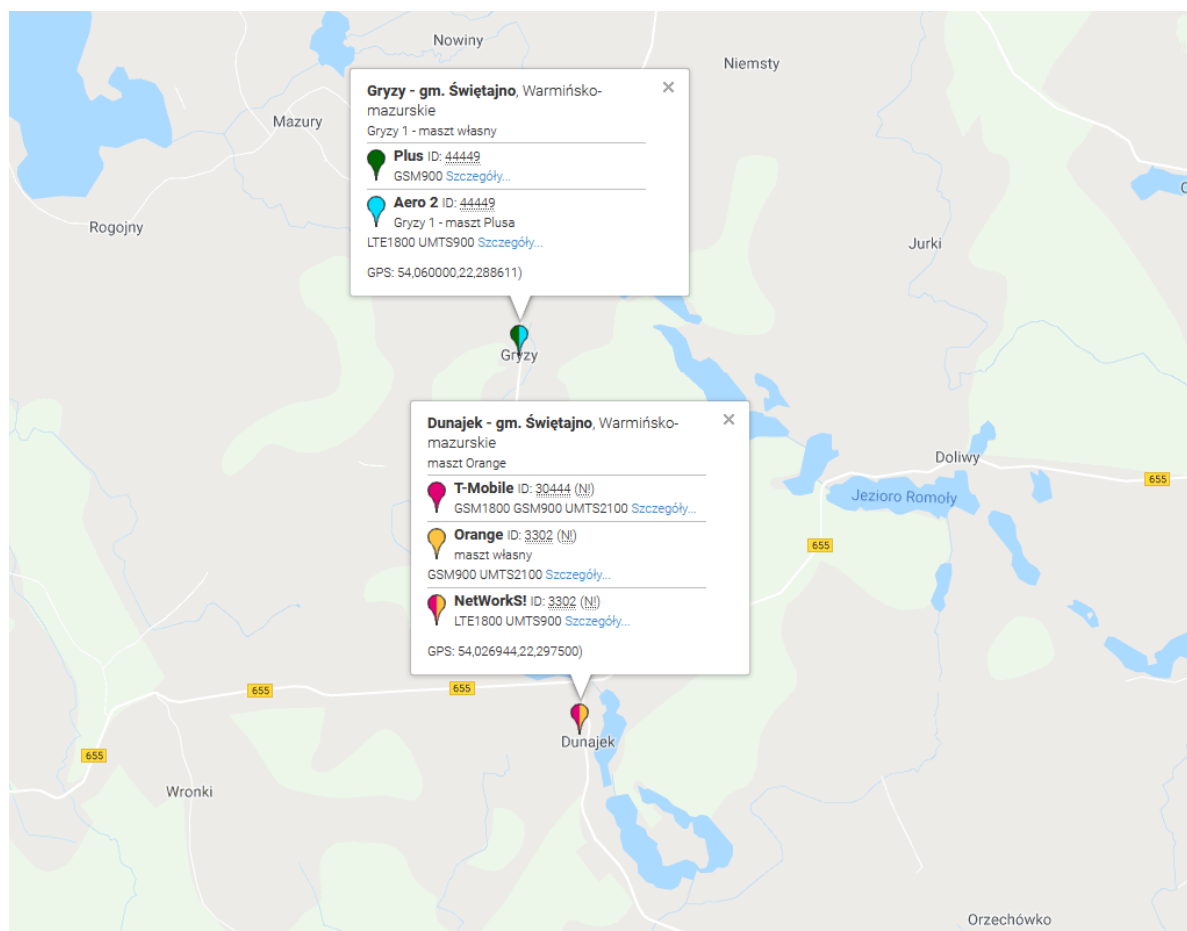 Nowiny
Niemsty
Gryzy - gm. Świętajno, Warmińsko-
mazurskie
Gryzy 1 - maszt własny
Plus ID: 44449
GSM900 Szczegóły...
Aero 2 ID: 44449
Gryzy 1 - maszt Plusa
LTE1800 UMTS900 Szczegóły...
GPS: 54,060000,22,288611)
Mazury
Rogojny
Jurki
Gryzy
Dunajek - gm. Świętajno, Warmińsko-
mazurskie
maszt Orange
T-Mobile ID: 30444 (N!)
GSM1800 GSM900 UMTS2100 Szczegóły...
Orange ID: 3302 (N!)
maszt własny
GSM900 UMTS2100 Szczegóły...
NetWorkS! ID: 3302 (N!)
LTE1800 UMTS900 Szczegóły...
GPS: 54,026944,22,297500)
Doliwy
655
Jezioro Romoły
655
655
655
Dunajek
655
Wronki
Orzechówko